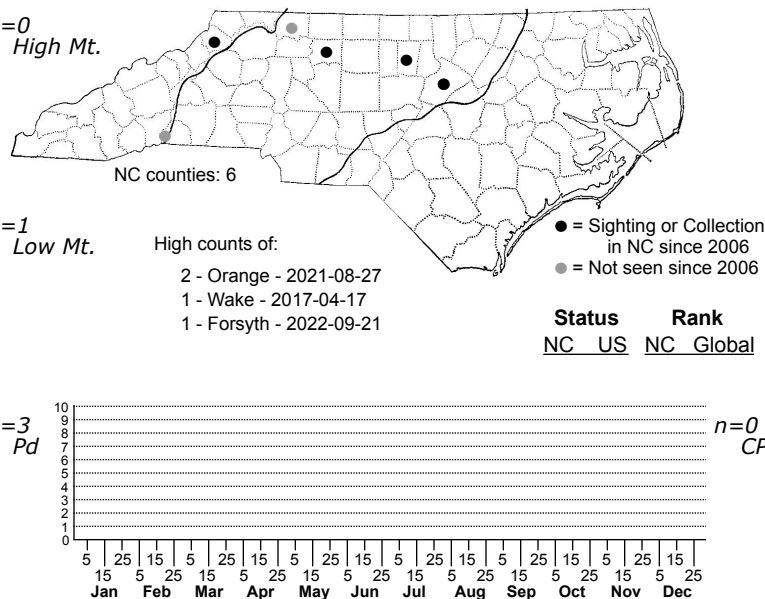 =0
High Mt.
NC counties: 6
=1
Low Mt.
High counts of:
2 - Orange - 2021-08-27
1 - Wake - 2017-04-17
1 - Forsyth - 2022-09-21
= Sighting or Collection
in NC since 2006
= Not seen since 2006
Status Rank
NC US NC Global
=3
Pd
n=0
CP
10
9
8
7
6
5
4
3
2
1
0
5 25 15 5 25 15 5 25 15 5 25 15 5 25 15 5 25 15
15 5 25 15 5 25 15 5 25 15 5 25 15 5 25 15 5 25
Jan Feb Mar Apr May Jun Jul Aug Sep Oct Nov Dec